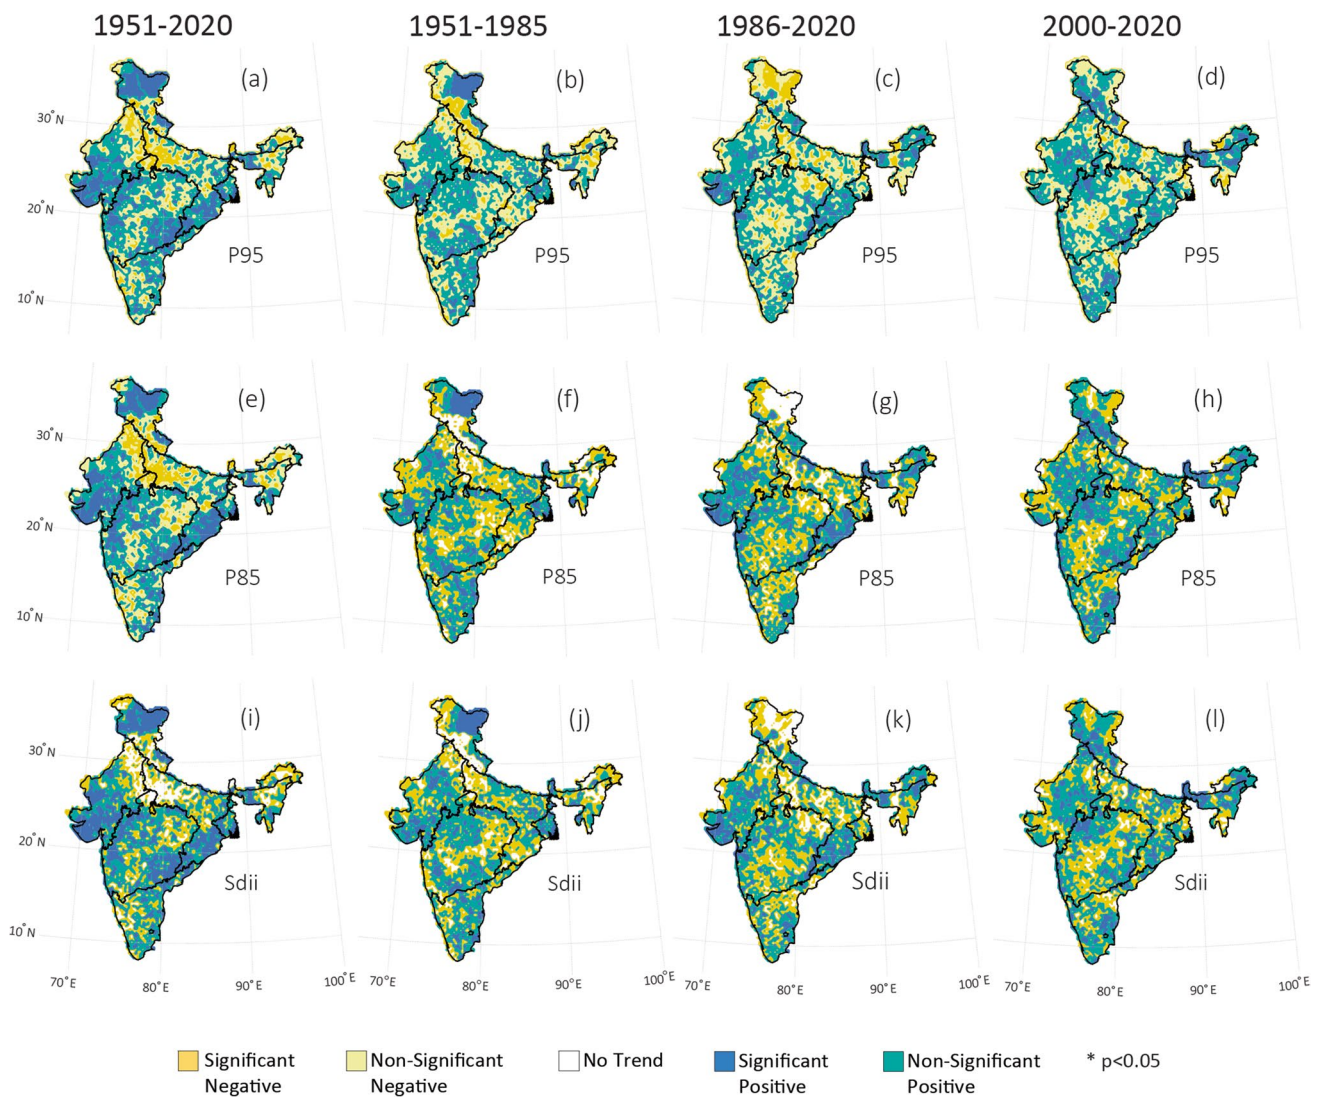 1951-2020 1951-1985 1986-2020 2000-2020
(a) (b) (c) (d)
30°N
20°N
P95 P95 P95 P95
10°N
(e) (f) (g) (h)
30°N
20°N
P85 P85 P85 P85
10°N
(i) (j) (k) (l)
30°N
20°N
Sdii Sdii Sdii Sdii
10°N
70°E 80°E 90°E 100°E 70°E 80°E 90°E 100°E 70°E 80°E 90°E 100°E 70°E 80°E 90°E 100°E
Significant Negative
Non-Significant Negative
No Trend
Significant Positive
Non-Significant Positive
* p<0.05